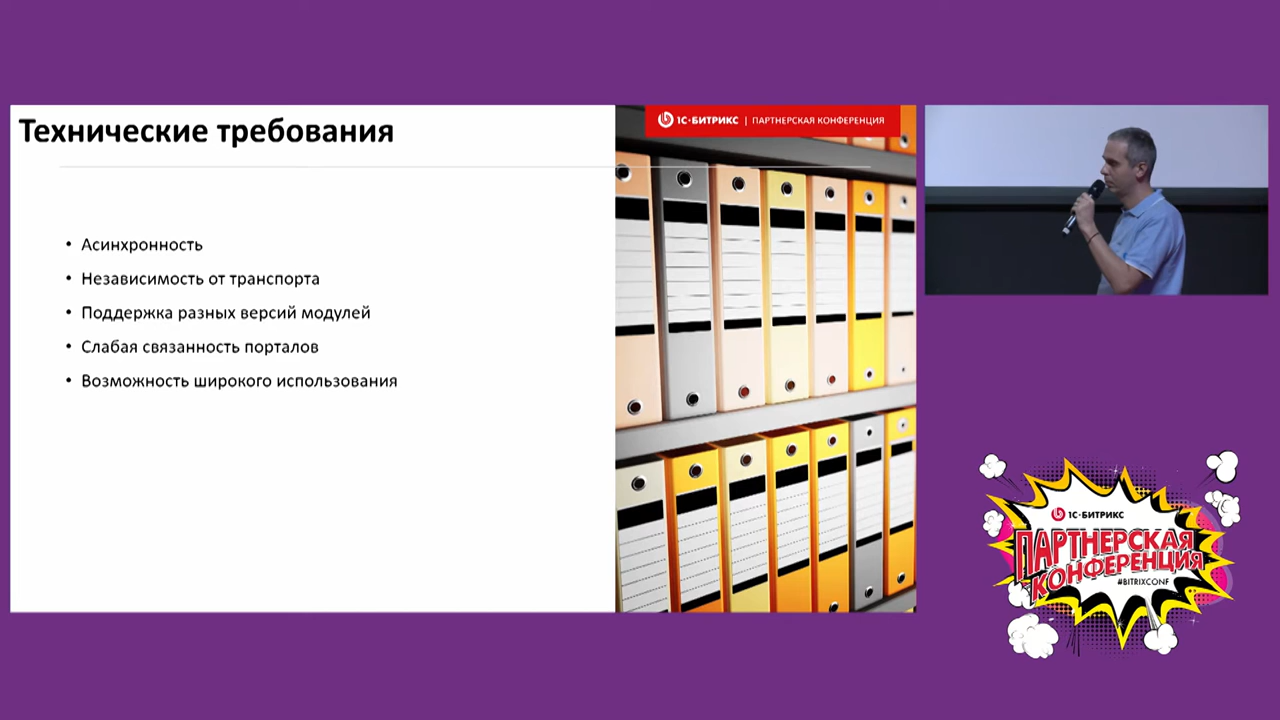 Технические требования
1С·БИТРИКС | ПАРТНЕРСКАЯ КОНФЕРЕНЦИЯ
• Асинхронность
• Независимость от транспорта
• Поддержка разных версий модулей
• Слабая связанность порталов
• Возможность широкого использования
1С·БИТРИКС
ПАРТНЕРСКАЯ
КОНФЕРЕНЦИЯ
#BITRIXCONF